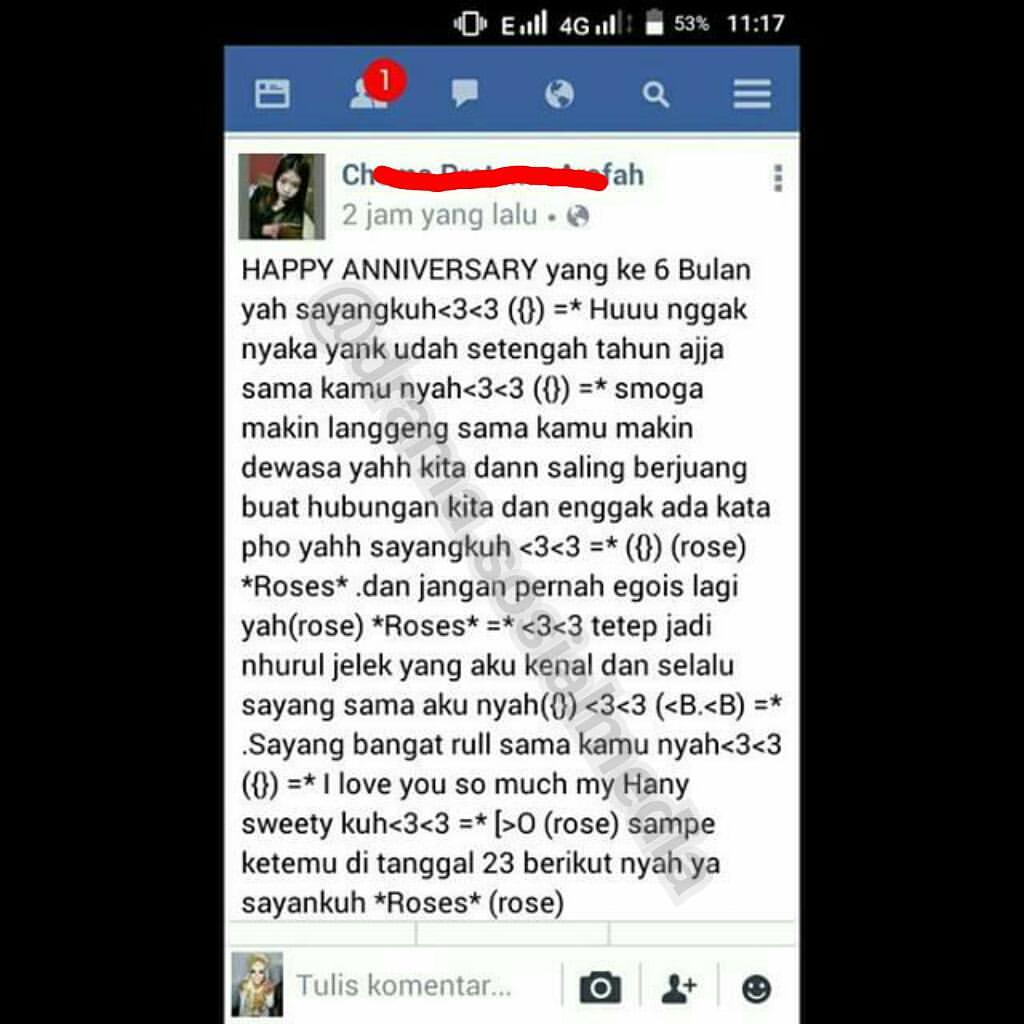 E 4G 53% 11:17
1
2 jam yang lalu •
HAPPY ANNIVERSARY yang ke 6 Bulan
yah sayangkuh<3<3 ({}) =* Huuu nggak
nyaka yank udah setengah tahun ajja
sama kamu nyah<3<3 ({}) =* smoga
makin langgeng sama kamu makin
dewasa yahh kita dann saling berjuang
buat hubungan kita dan enggak ada kata
pho yahh sayangkuh <3<3 =* ({}) (rose)
*Roses* .dan jangan pernah egois lagi
yah(rose) *Roses* =* <3<3 tetep jadi
nhurul jelek yang aku kenal dan selalu
sayang sama aku nyah({}) <3<3 (<B.<B) =*
.Sayang bangat rull sama kamu nyah<3<3
({}) =* I love you so much my Hany
sweety kuh<3<3 =* [>O (rose) sampe
ketemu di tanggal 23 berikut nyah ya
sayankuh *Roses* (rose)
@drama.sosialmedia
Tulis komentar...